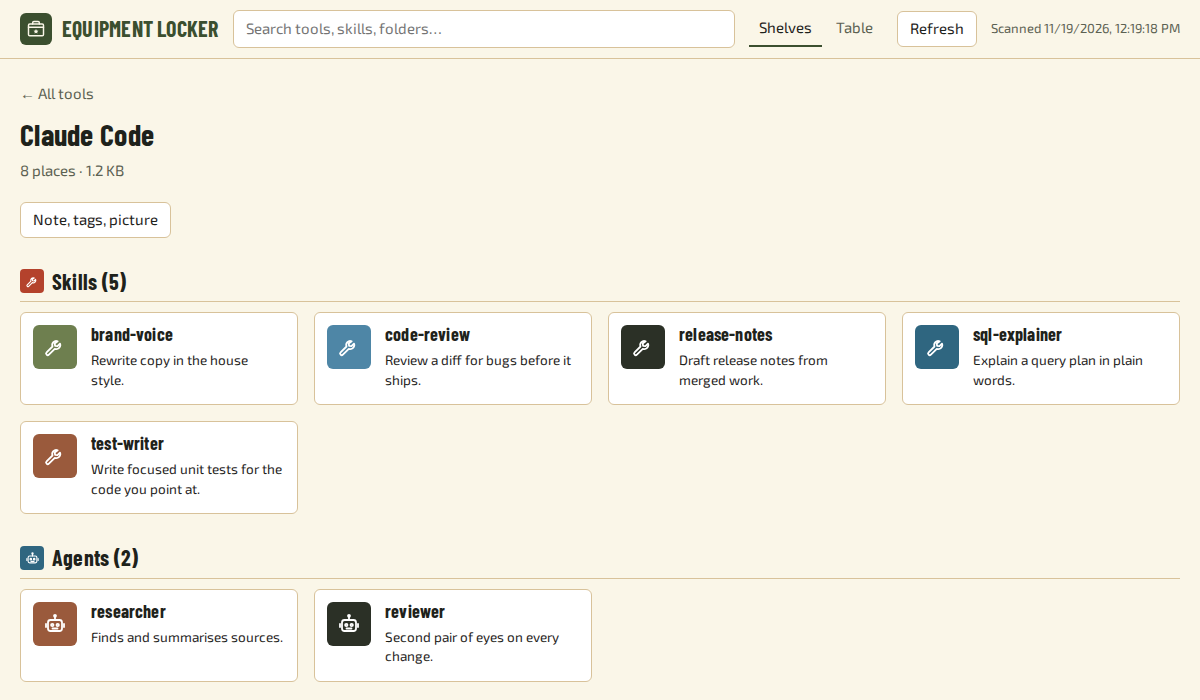 EQUIPMENT LOCKER
Search tools, skills, folders…
Shelves
Table
Refresh
Scanned 11/19/2026, 12:19:18 PM
← All tools
Claude Code
8 places · 1.2 KB
Note, tags, picture
Skills (5)
brand-voice
Rewrite copy in the house
style.
code-review
Review a diff for bugs before it
ships.
release-notes
Draft release notes from
merged work.
sql-explainer
Explain a query plan in plain
words.
test-writer
Write focused unit tests for the
code you point at.
Agents (2)
researcher
Finds and summarises sources.
reviewer
Second pair of eyes on every
change.